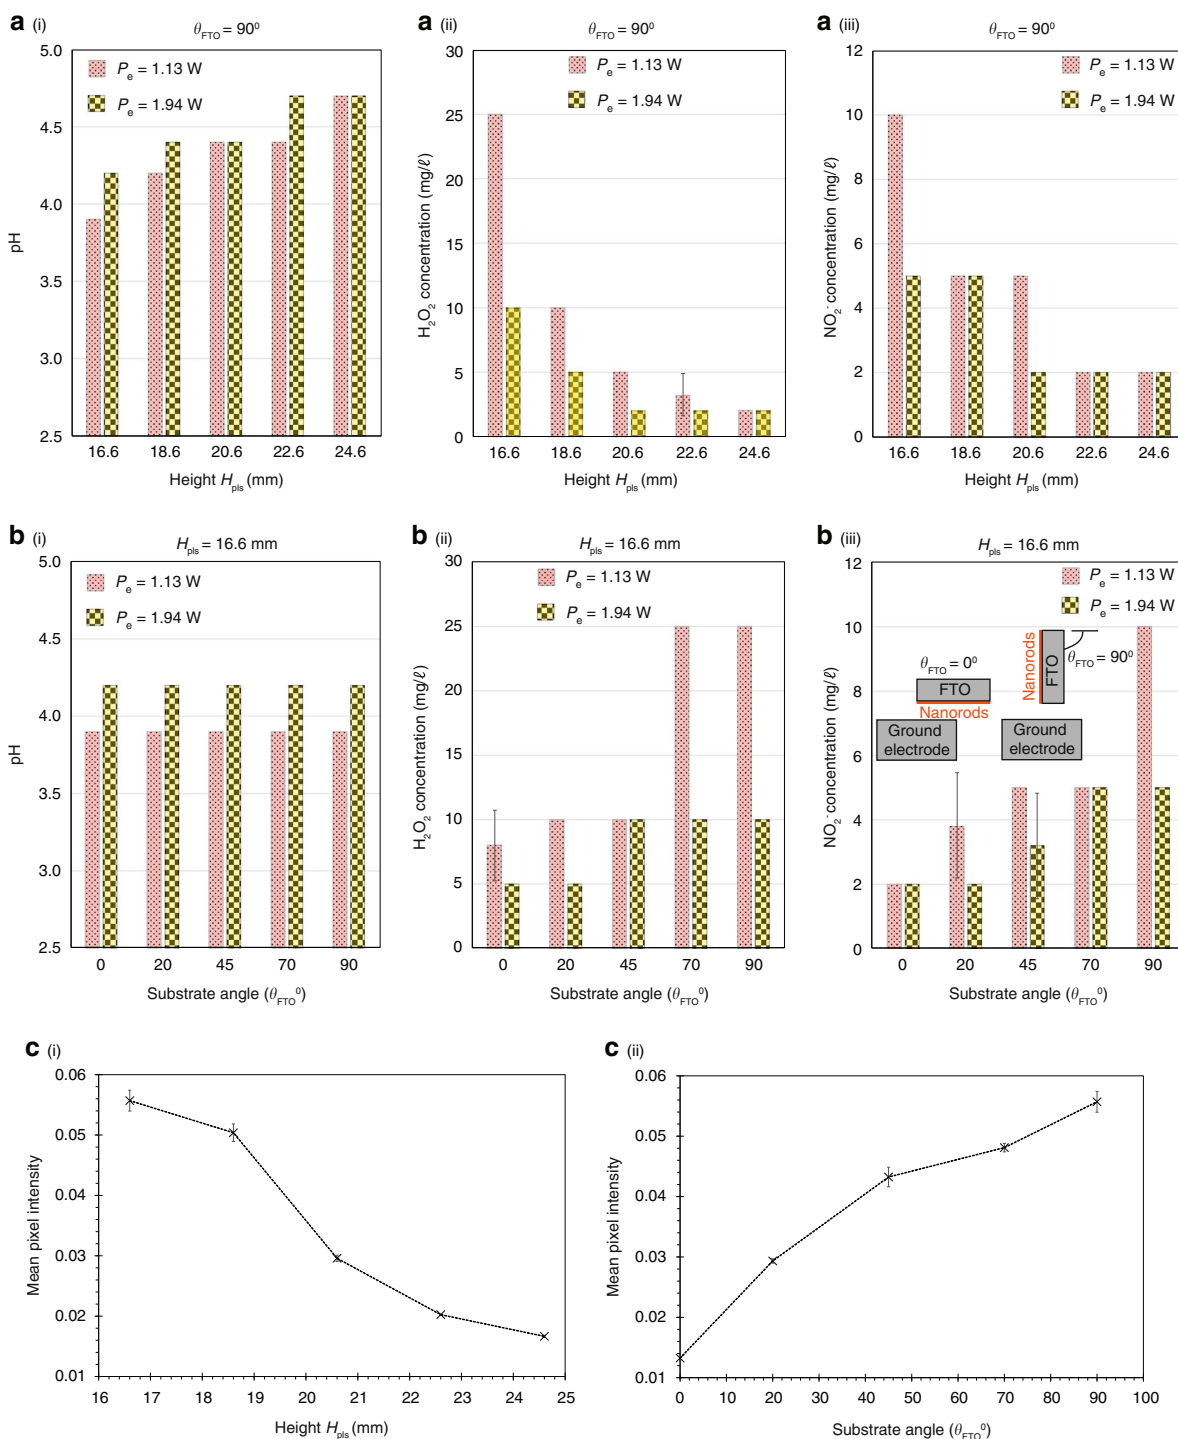 a (i)
θFTO = 90⁰
5.0
4.5
4.0
3.5
3.0
2.5
pH
Pe = 1.13 W
Pe = 1.94 W
16.6 18.6 20.6 22.6 24.6
Height Hpls (mm)
a (ii)
θFTO = 90⁰
30
25
20
15
10
5
0
H2O2 concentration (mg/ℓ)
Pe = 1.13 W
Pe = 1.94 W
16.6 18.6 20.6 22.6 24.6
Height Hpls (mm)
a (iii)
θFTO = 90⁰
12
10
8
6
4
2
0
NO2- concentration (mg/ℓ)
Pe = 1.13 W
Pe = 1.94 W
16.6 18.6 20.6 22.6 24.6
Height Hpls (mm)
b (i)
Hpls = 16.6 mm
5.0
4.5
4.0
3.5
3.0
2.5
pH
Pe = 1.13 W
Pe = 1.94 W
0 20 45 70 90
Substrate angle (θFTO⁰)
b (ii)
Hpls = 16.6 mm
30
25
20
15
10
5
0
H2O2 concentration (mg/ℓ)
Pe = 1.13 W
Pe = 1.94 W
0 20 45 70 90
Substrate angle (θFTO⁰)
b (iii)
Hpls = 16.6 mm
12
10
8
6
4
2
0
NO2- concentration (mg/ℓ)
Pe = 1.13 W
Pe = 1.94 W
θFTO = 0⁰
FTO
Nanorods
Ground
electrode
Nanorods
FTO
θFTO = 90⁰
Ground
electrode
0 20 45 70 90
Substrate angle (θFTO⁰)
c (i)
0.06
0.05
0.04
0.03
0.02
0.01
Mean pixel intensity
16 17 18 19 20 21 22 23 24 25
Height Hpls (mm)
c (ii)
0.06
0.05
0.04
0.03
0.02
0.01
Mean pixel intensity
0 10 20 30 40 50 60 70 80 90 100
Substrate angle (θFTO⁰)